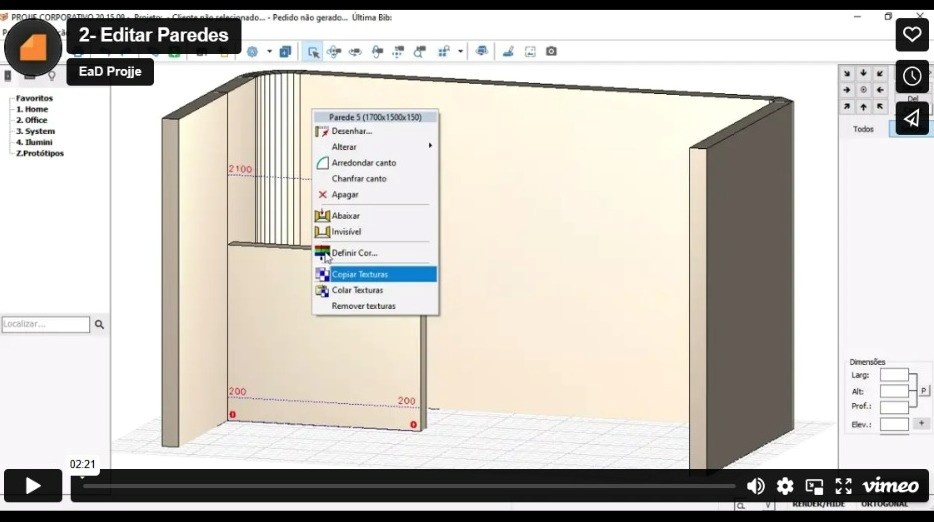 PROJJE CORPORATIVO 20.15.09 - Projeto: - Cliente não selecionado... - Pedido não gerado... Última Bib:
2- Editar Paredes
EaD Projje
Favoritos
1. Home
2. Office
3. System
4. Ilumini
Z.Protótipos
Localizar...
Parede 5 (1700x1500x150)
Desenhar...
Alterar
Arredondar canto
Chanfrar canto
Apagar
Abaixar
Invisível
Definir Cor...
Copiar Texturas
Colar Texturas
Remover texturas
2100
200
200
Del
Todos
Dimensões
Larg:
Alt:
P
Prof.:
Elev.:
+
02:21
vimeo
RENDER/HIDE ORTOGONAL